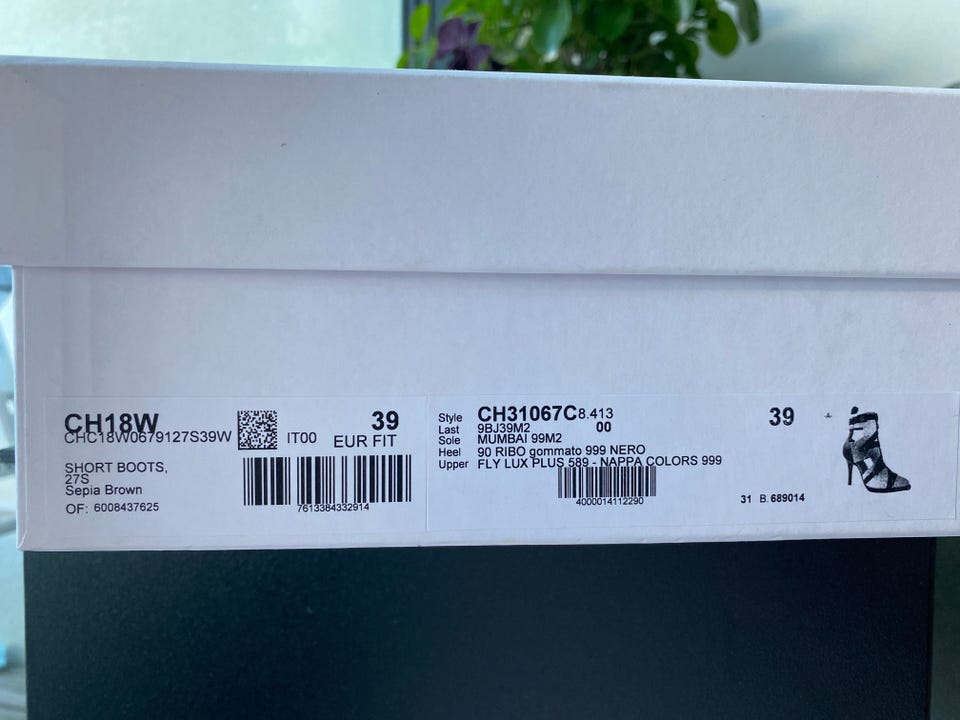 CH18W
CHC18W0679127S39W
IT00
39
EUR FIT
SHORT BOOTS,
27S
Sepia Brown
OF: 6008437625
7613384332914
Style CH31067C8.413
Last 9BJ39M2 00
Sole MUMBAI 99M2
Heel 90 RIBO gommato 999 NERO
Upper FLY LUX PLUS 589 - NAPPA COLORS 999
4000014112290
39
31 B. 689014